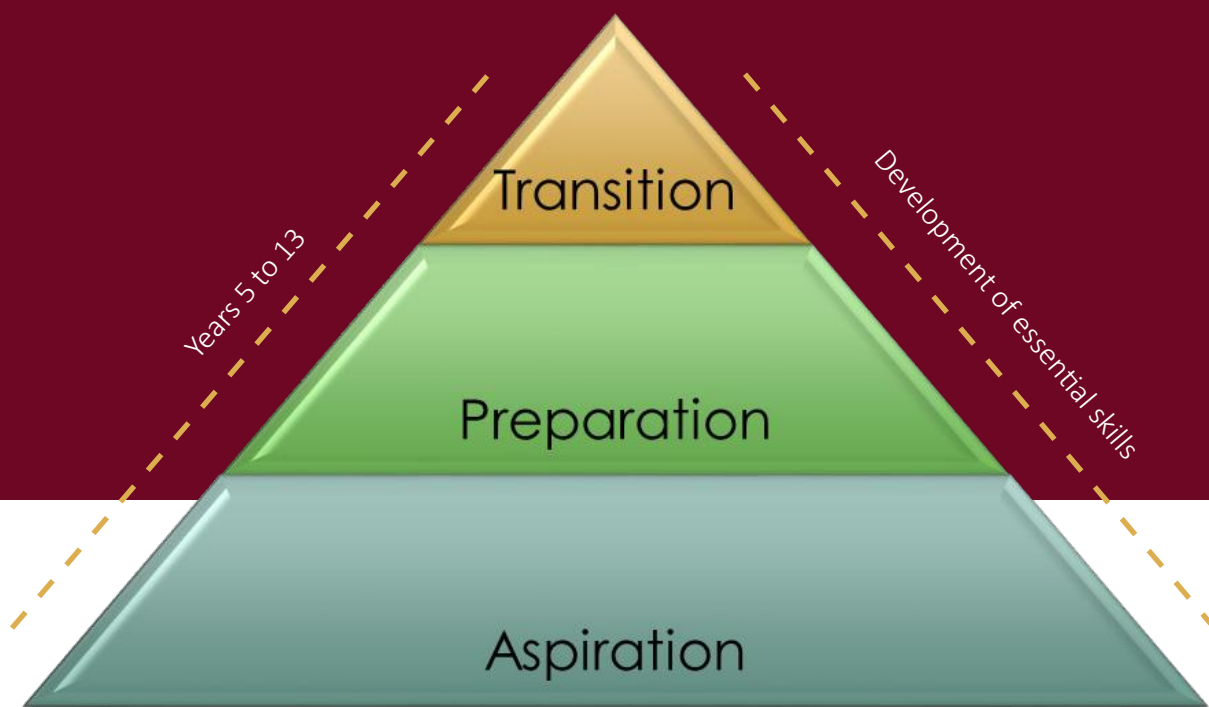 Transition
Years 5 to 13
Development of essential skills
Preparation
Aspiration